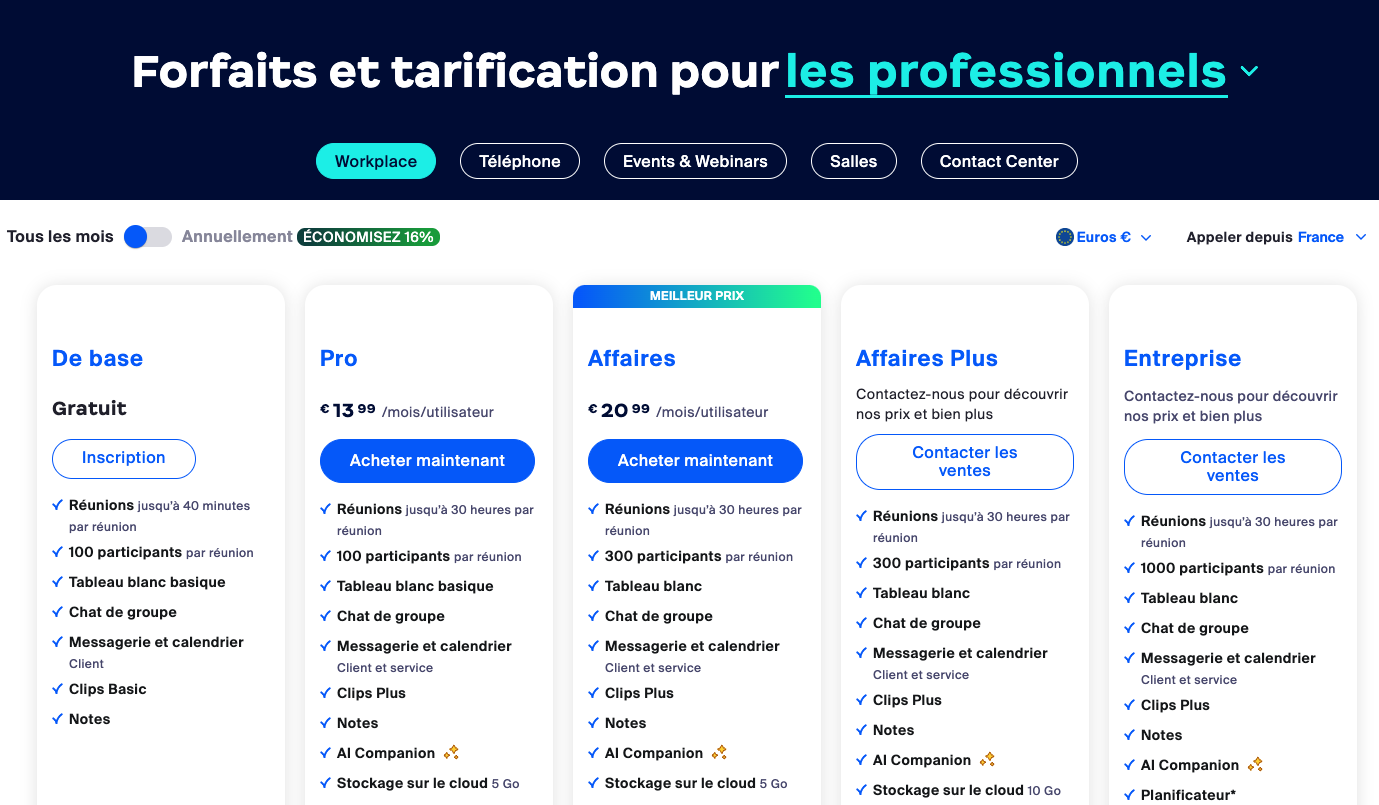 Forfaits et tarification pour les professionnels
Workplace
Téléphone
Events & Webinars
Salles
Contact Center
Tous les mois
Annuellement ÉCONOMISEZ 16%
Euros €
Appeler depuis France
De base
Gratuit
Inscription
Réunions jusqu'à 40 minutes
par réunion
100 participants par réunion
Tableau blanc basique
Chat de groupe
Messagerie et calendrier
Client
Clips Basic
Notes
Pro
€ 13 99 /mois/utilisateur
Acheter maintenant
Réunions jusqu'à 30 heures par
réunion
100 participants par réunion
Tableau blanc basique
Chat de groupe
Messagerie et calendrier
Client et service
Clips Plus
Notes
AI Companion
Stockage sur le cloud 5 Go
MEILLEUR PRIX
Affaires
€ 20 99 /mois/utilisateur
Acheter maintenant
Réunions jusqu'à 30 heures par
réunion
300 participants par réunion
Tableau blanc
Chat de groupe
Messagerie et calendrier
Client et service
Clips Plus
Notes
AI Companion
Stockage sur le cloud 5 Go
Affaires Plus
Contactez-nous pour découvrir
nos prix et bien plus
Contacter les
ventes
Réunions jusqu'à 30 heures par
réunion
300 participants par réunion
Tableau blanc
Chat de groupe
Messagerie et calendrier
Client et service
Clips Plus
Notes
AI Companion
Stockage sur le cloud 10 Go
Entreprise
Contactez-nous pour découvrir
nos prix et bien plus
Contacter les
ventes
Réunions jusqu'à 30 heures par
réunion
1000 participants par réunion
Tableau blanc
Chat de groupe
Messagerie et calendrier
Client et service
Clips Plus
Notes
AI Companion
Planificateur*